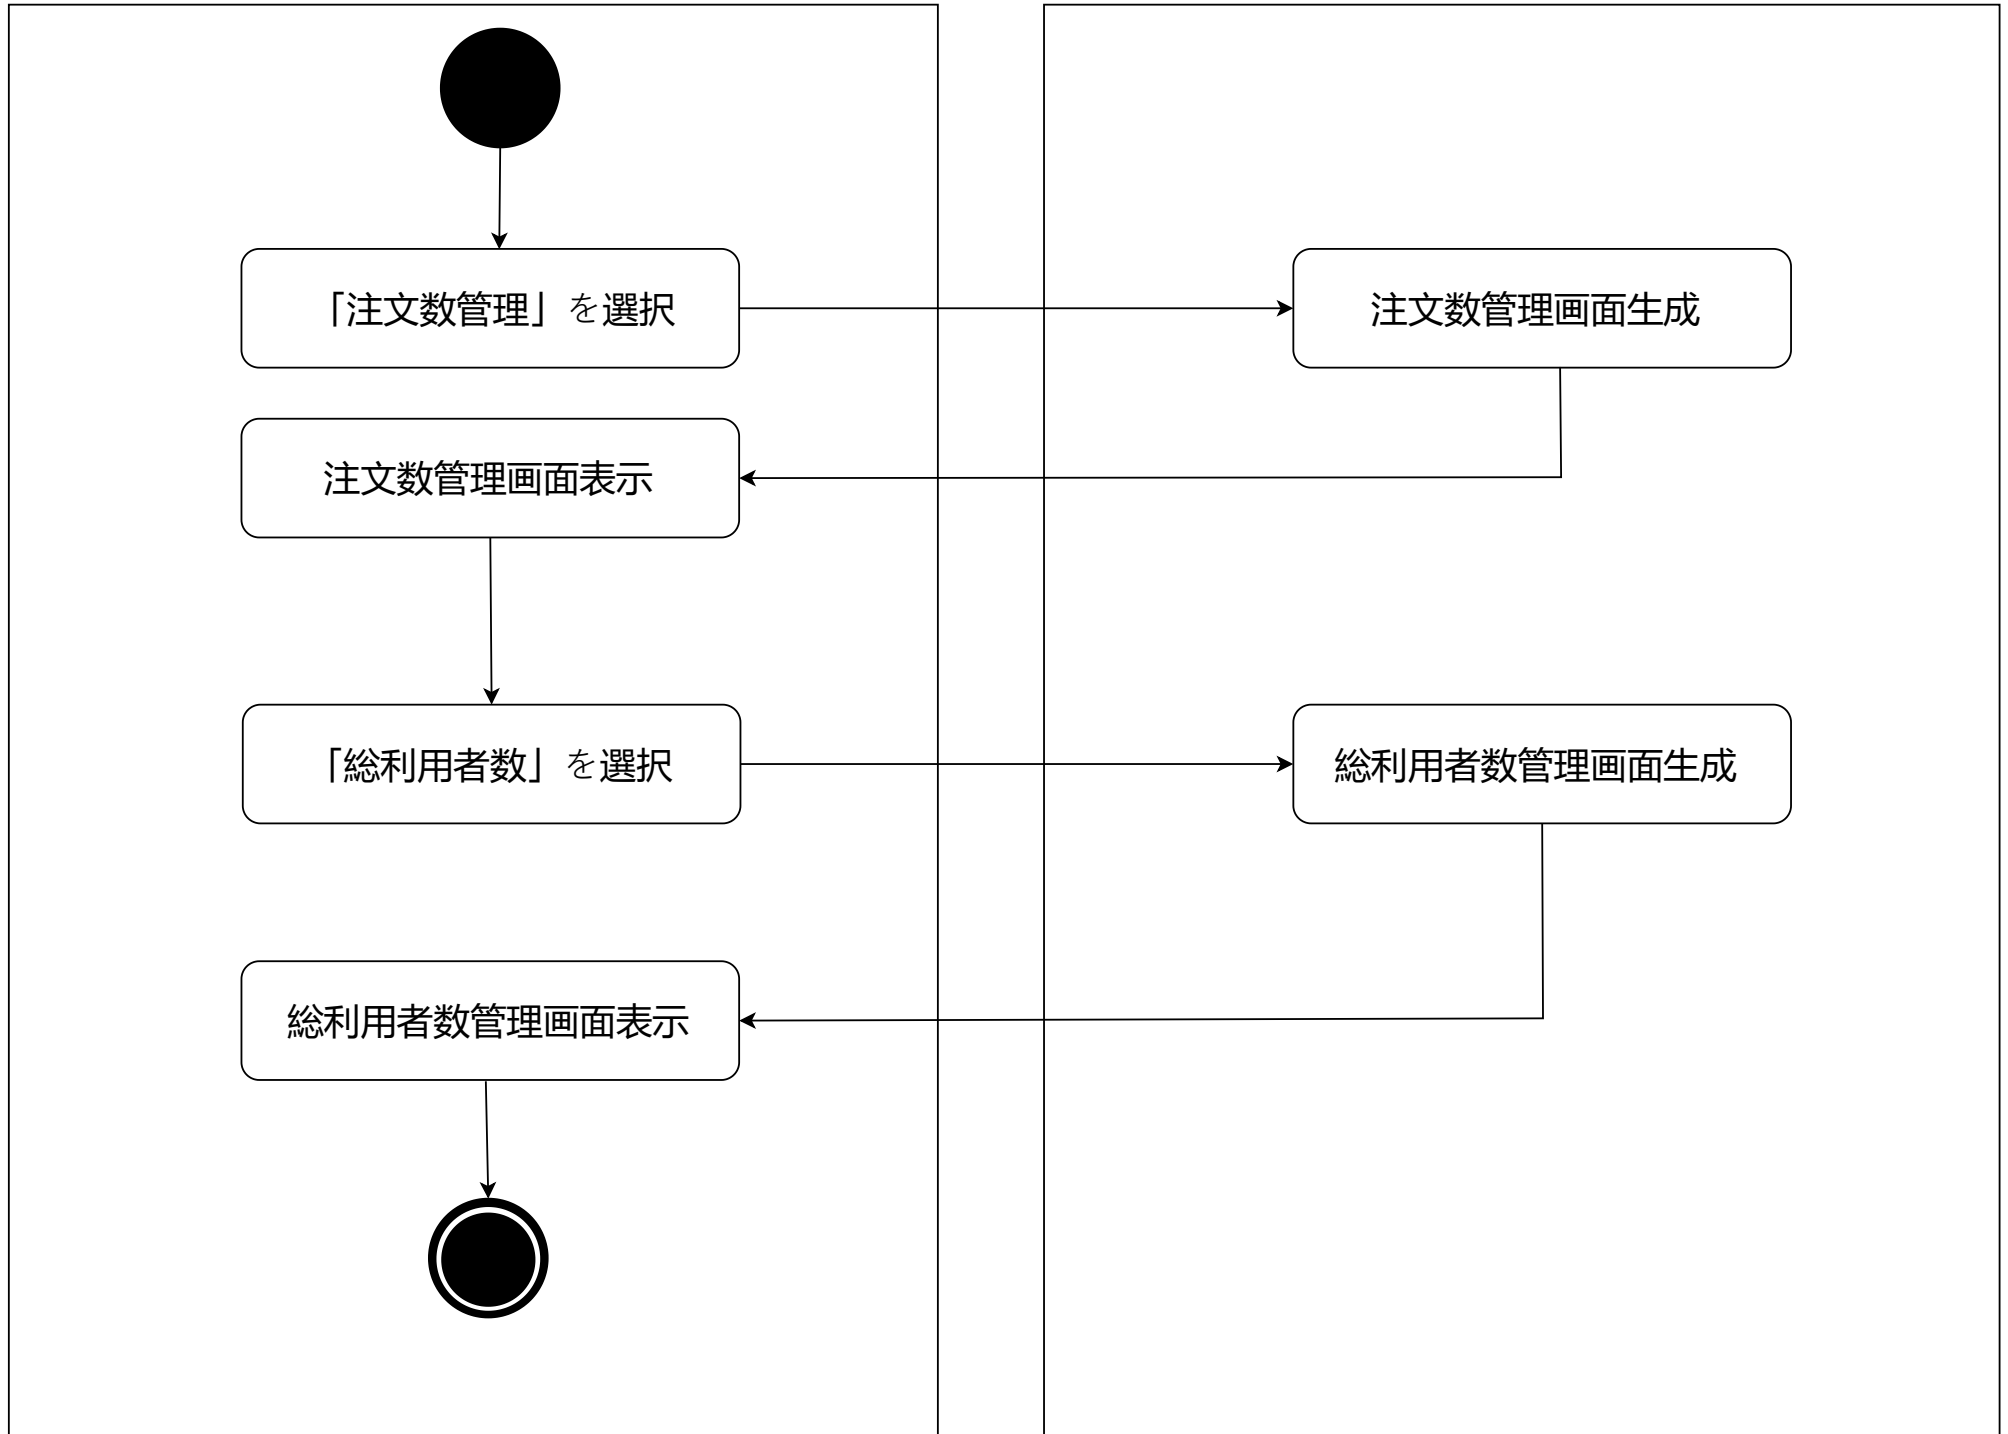 「注文数管理」を選択
注文数管理画面生成
注文数管理画面表示
「総利用者数」を選択
総利用者数管理画面生成
総利用者数管理画面表示